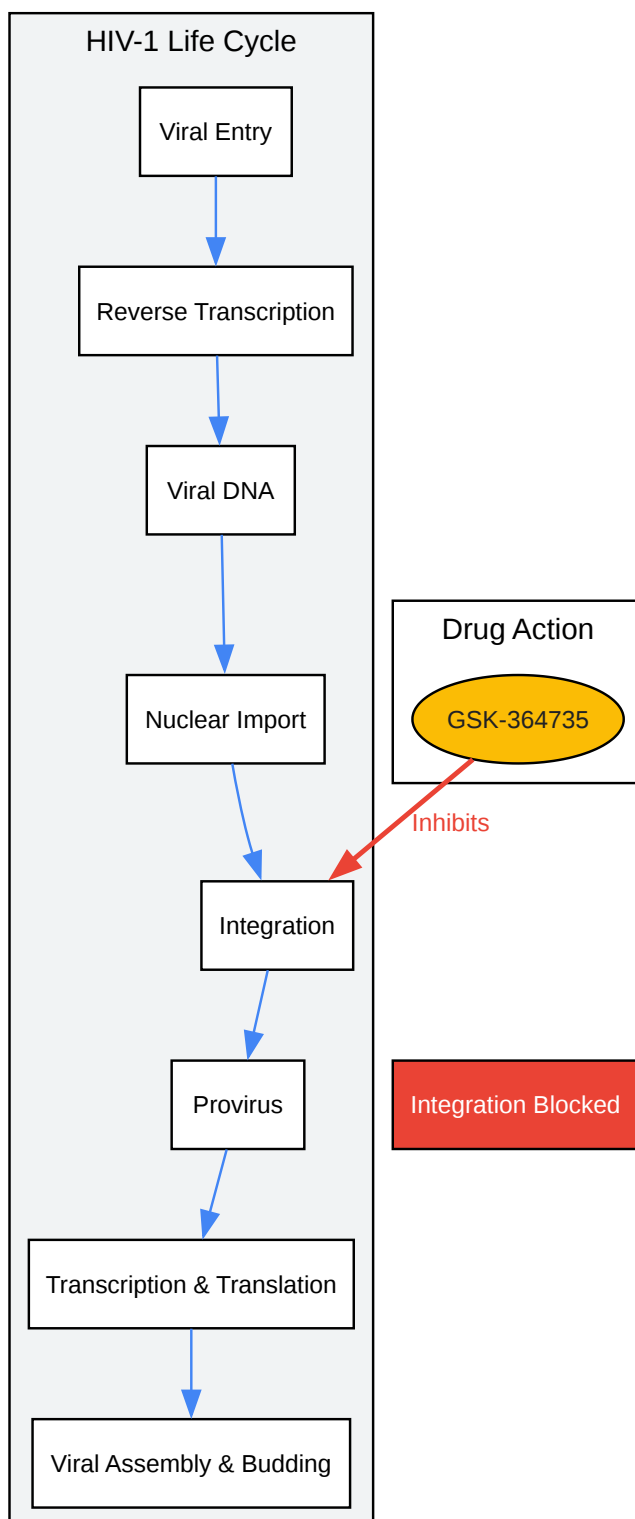 HIV-1 Life Cycle
Viral Entry
Reverse Transcription
Viral DNA
Nuclear Import
Drug Action
GSK-364735
Inhibits
Integration
Provirus
Integration Blocked
Transcription & Translation
Viral Assembly & Budding